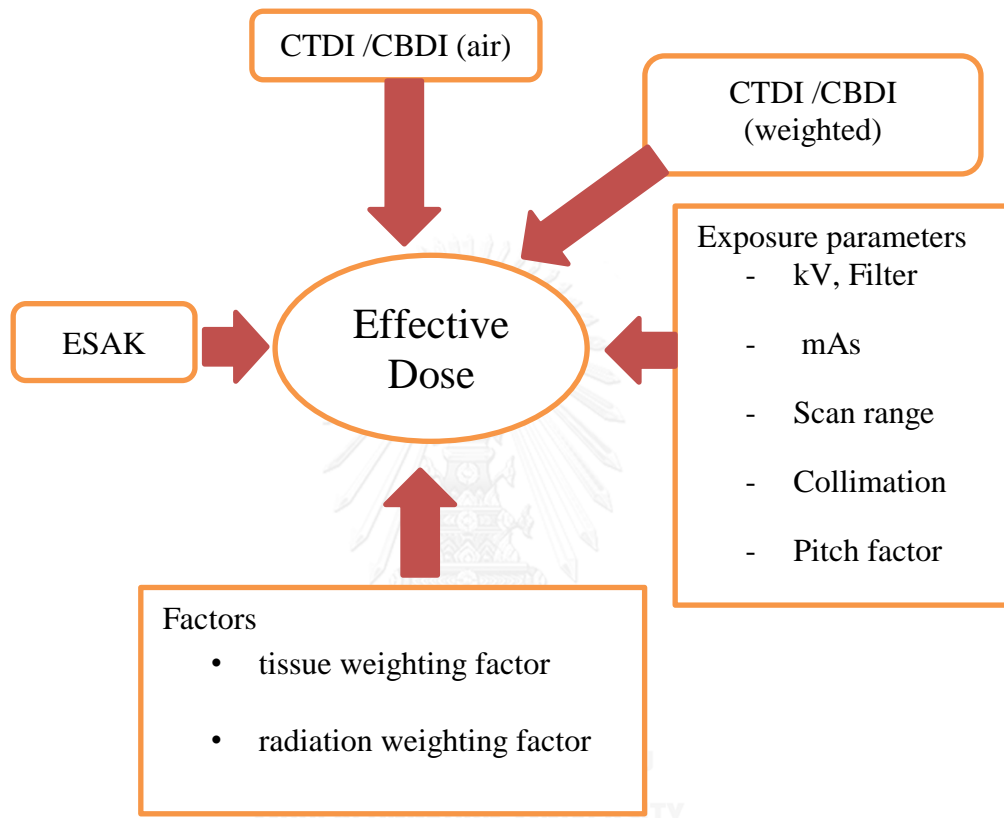 CTDI /CBDI (air)
CTDI /CBDI
(weighted)
Exposure parameters
- kV, Filter
- mAs
- Scan range
- Collimation
- Pitch factor
ESAK
Effective
Dose
Factors
• tissue weighting factor
• radiation weighting factor